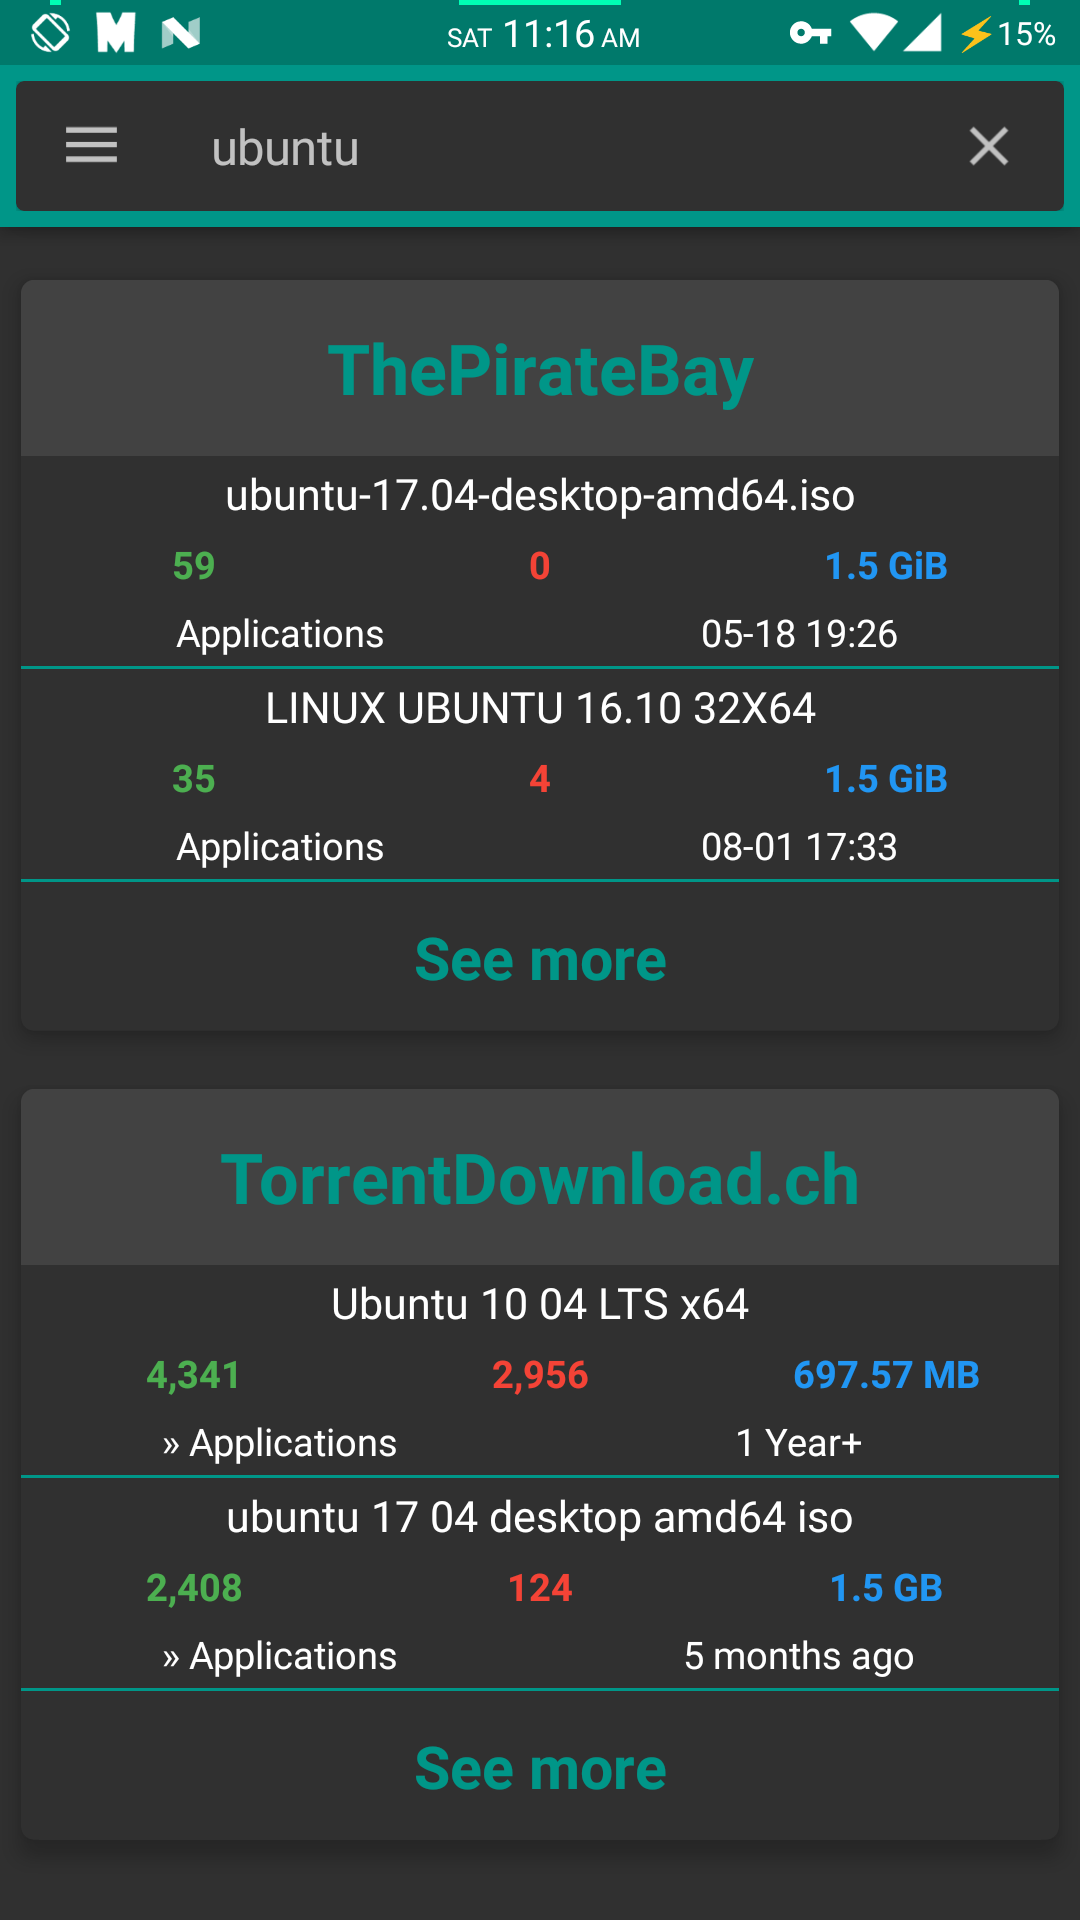 SAT 11:16 AM 15%
ubuntu
ThePirateBay
ubuntu-17.04-desktop-amd64.iso
59 0 1.5 GiB
Applications 05-18 19:26
LINUX UBUNTU 16.10 32X64
35 4 1.5 GiB
Applications 08-01 17:33
See more
TorrentDownload.ch
Ubuntu 10 04 LTS x64
4,341 2,956 697.57 MB
» Applications 1 Year+
ubuntu 17 04 desktop amd64 iso
2,408 124 1.5 GB
» Applications 5 months ago
See more